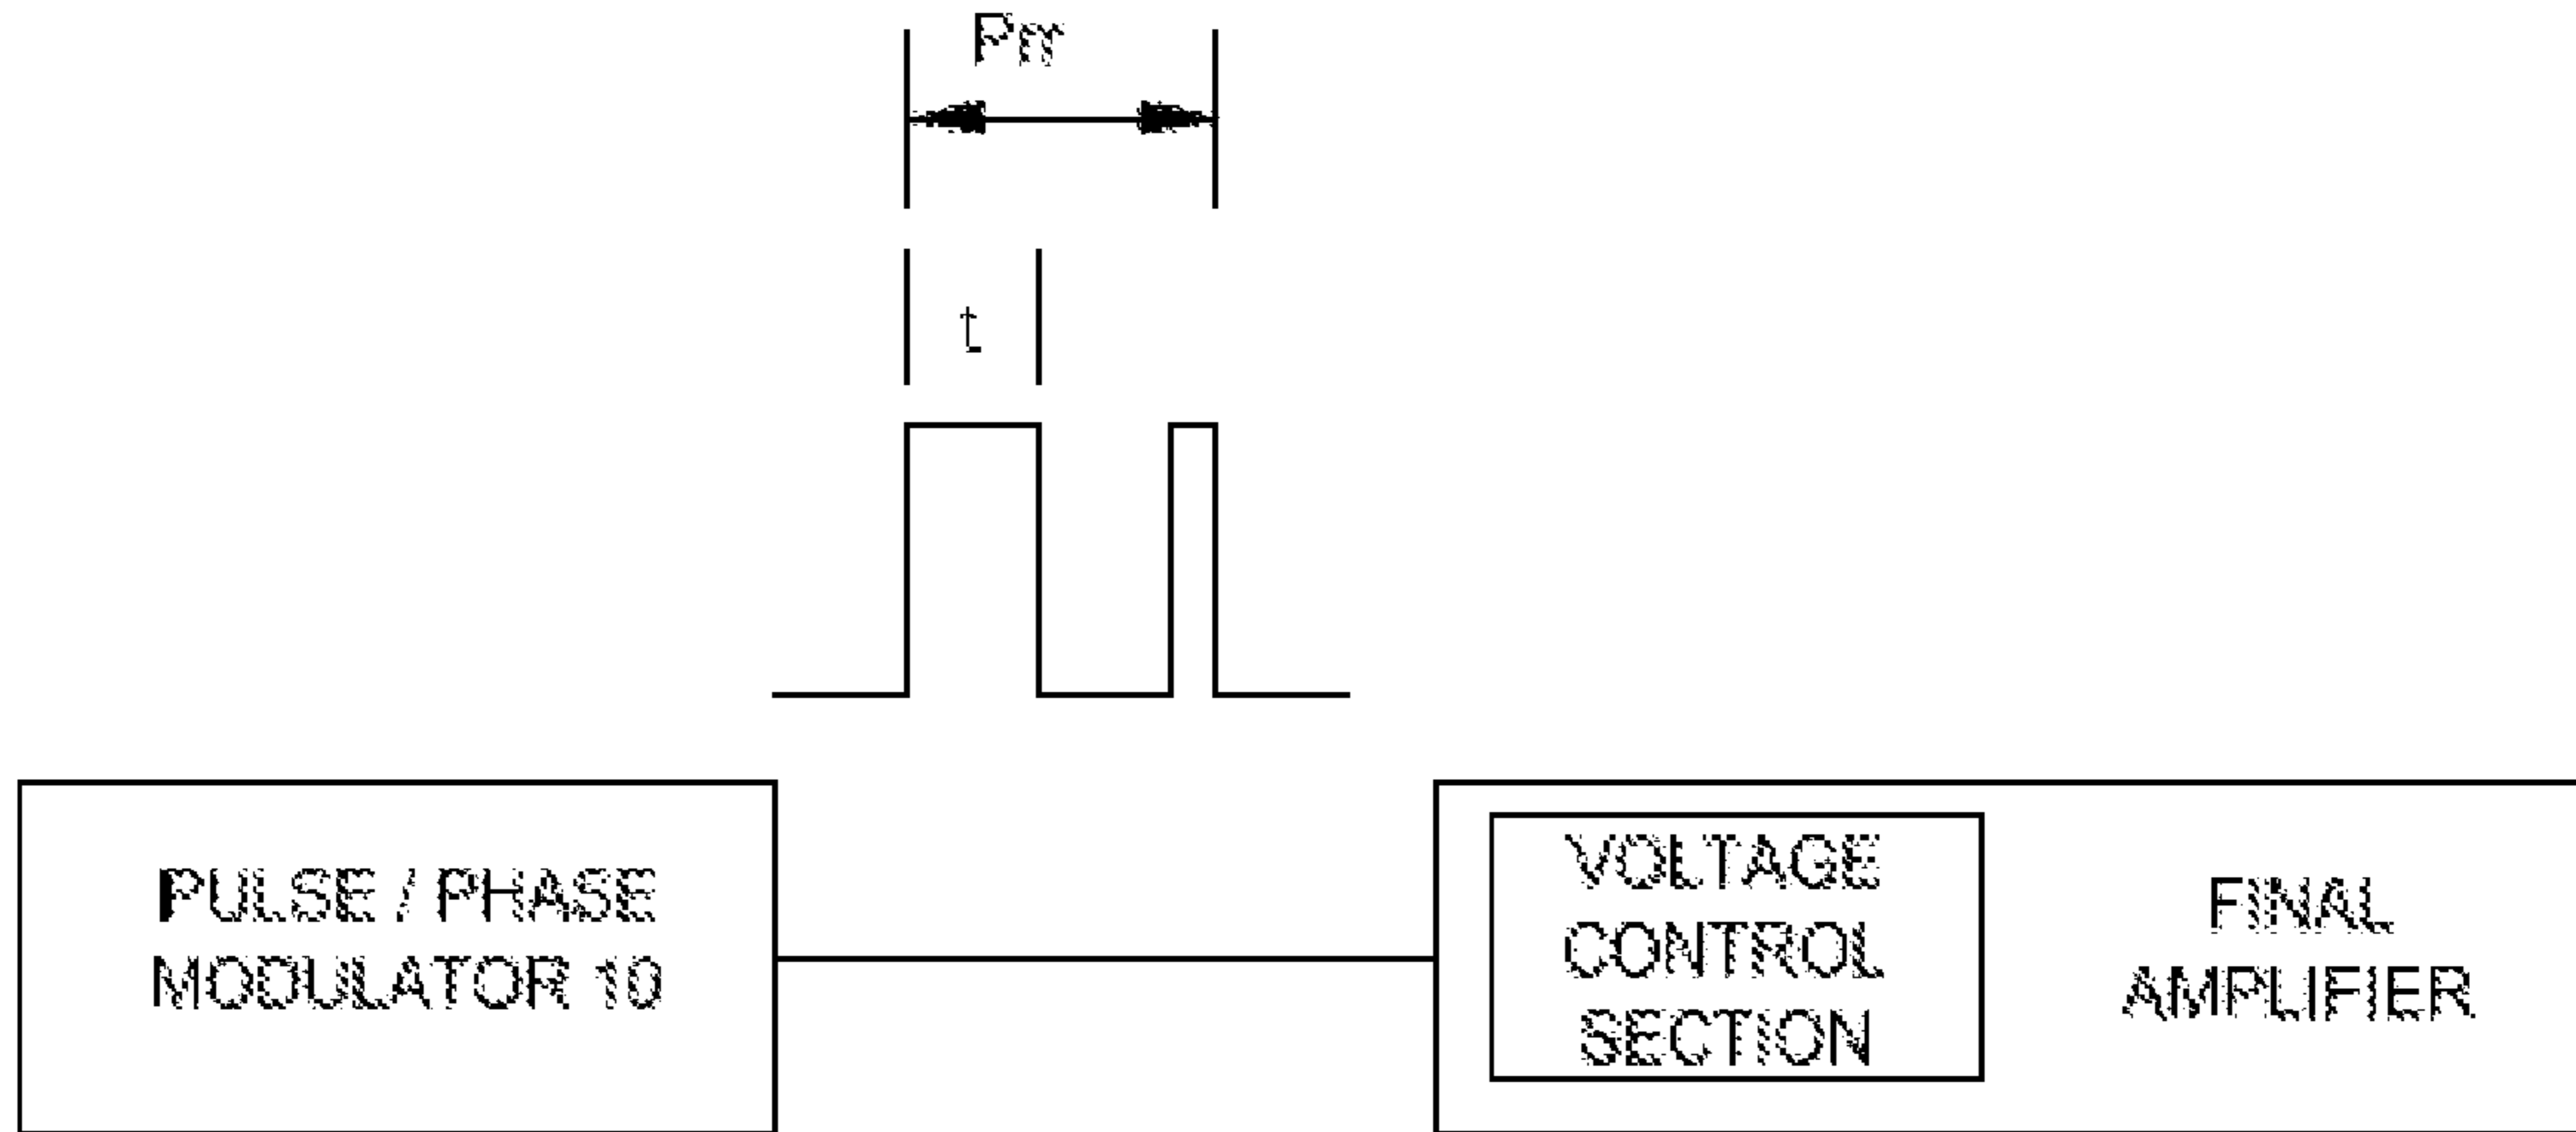 Prr
t
PULSE / PHASE
MODULATOR 10
VOLTAGE
CONTROL
SECTION
FINAL
AMPLIFIER